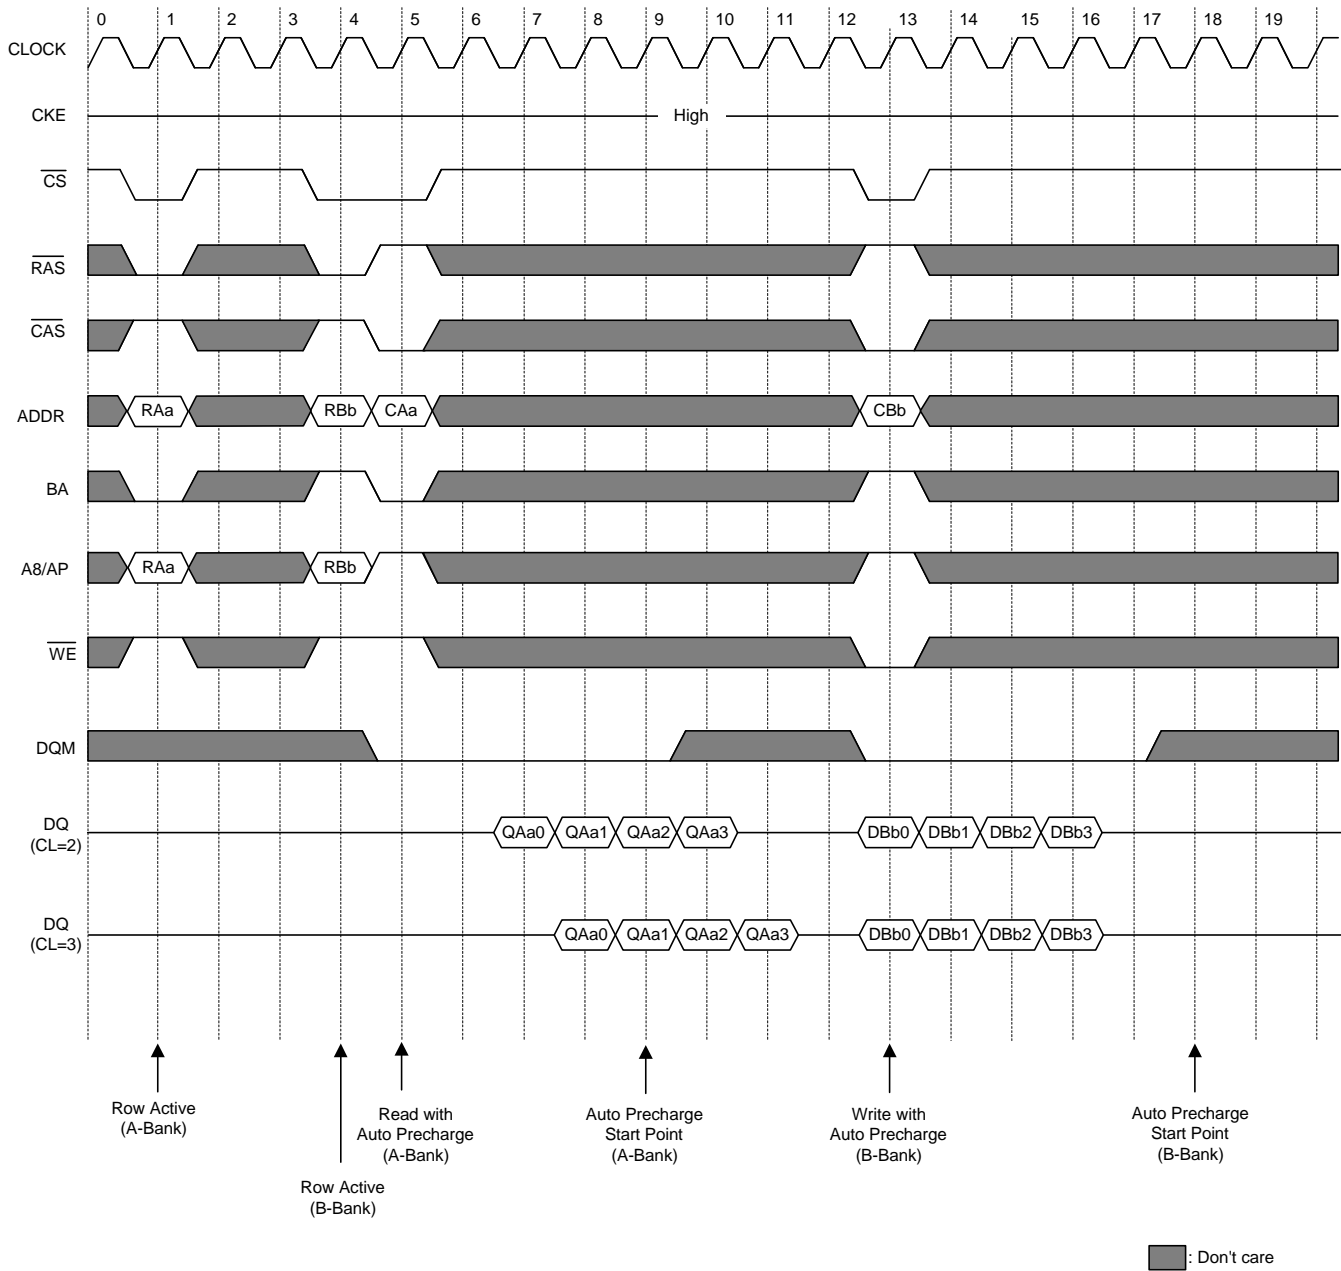 0 1 2 3 4 5 6 7 8 9 10 11 12 13 14 15 16 17 18 19
CLOCK
CKE High
CS
RAS
CAS
ADDR RAa RBb CAa CBb
BA
A8/AP RAa RBb
WE
DQM
DQ
(CL=2) QAa0 QAa1 QAa2 QAa3 DBb0 DBb1 DBb2 DBb3
DQ
(CL=3) QAa0 QAa1 QAa2 QAa3 DBb0 DBb1 DBb2 DBb3
Row Active
(A-Bank)
Row Active
(B-Bank)
Read with
Auto Precharge
(A-Bank)
Auto Precharge
Start Point
(A-Bank)
Write with
Auto Precharge
(B-Bank)
Auto Precharge
Start Point
(B-Bank)
: Don't care